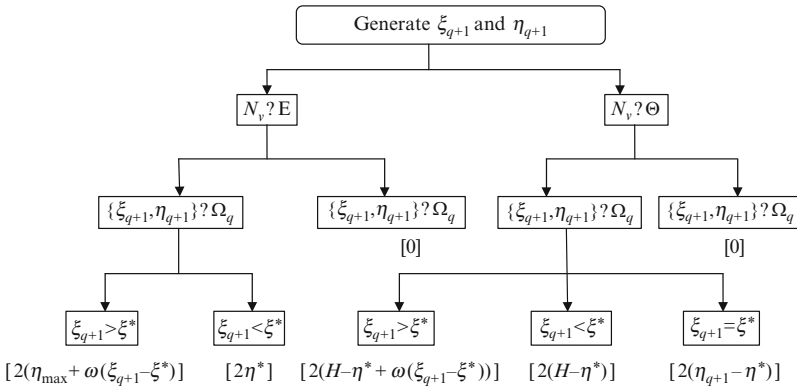 Generate ξq+1 and ηq+1
Nv?E Nv?Θ
{ξq+1,ηq+1}?Ωq {ξq+1,ηq+1}?Ωq {ξq+1,ηq+1}?Ωq {ξq+1,ηq+1}?Ωq
[0] [0]
ξq+1>ξ* ξq+1<ξ* ξq+1>ξ* ξq+1<ξ* ξq+1=ξ*
[2(ηmax+ ω(ξq+1–ξ*)] [2η*] [2(H–η*+ ω(ξq+1–ξ*))] [2(H–η*)] [2(ηq+1–η*)]